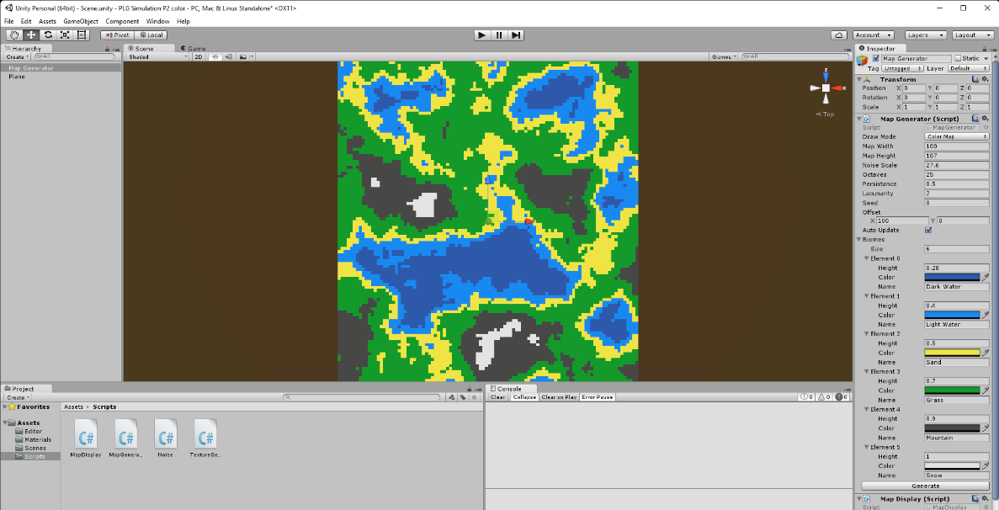 Unity Personal (64bit) - Scene.unity - PLG Simulation P2 color - PC, Mac & Linux Standalone* <DX11>
File Edit Assets GameObject Component Window Help
Pivot Local Account Layers Layout
Hierarchy
Create All
Map Generator
Plane
Scene Game
Shaded 2D Gizmos All
z
x
Top
Inspector
Map Generator Static
Tag Untagged Layer Default
Transform
Position X 0 Y 0 Z 0
Rotation X 0 Y 0 Z 0
Scale X 1 Y 1 Z 1
Map Generator (Script)
Script MapGenerator
Draw Mode Color Map
Map Width 100
Map Height 107
Noise Scale 27.6
Octaves 25
Persistance 0.5
Lacunarity 2
Seed 0
Offset
X 100 Y 0
Auto Update
Biomes
Size 6
Element 0
Height 0.28
Color
Name Dark Water
Element 1
Height 0.4
Color
Name Light Water
Element 2
Height 0.5
Color
Name Sand
Element 3
Height 0.7
Color
Name Grass
Element 4
Height 0.9
Color
Name Mountain
Element 5
Height 1
Color
Name Snow
Generate
Map Display (Script)
Script MapDisplay
Project
Create
Favorites
Assets
Editor
Materials
Scenes
Scripts
Assets Scripts
C# C# C# C#
MapDisplay MapGenera... Noise TextureGe...
Console
Clear Collapse Clear on Play Error Pause 0 0 0